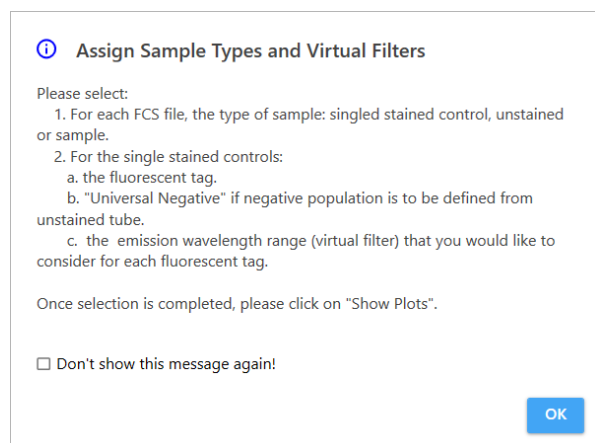 Assign Sample Types and Virtual Filters
Please select:
1. For each FCS file, the type of sample: singled stained control, unstained
or sample.
2. For the single stained controls:
a. the fluorescent tag.
b. "Universal Negative" if negative population is to be defined from
unstained tube.
c. the emission wavelength range (virtual filter) that you would like to
consider for each fluorescent tag.
Once selection is completed, please click on "Show Plots".
Don't show this message again!
OK